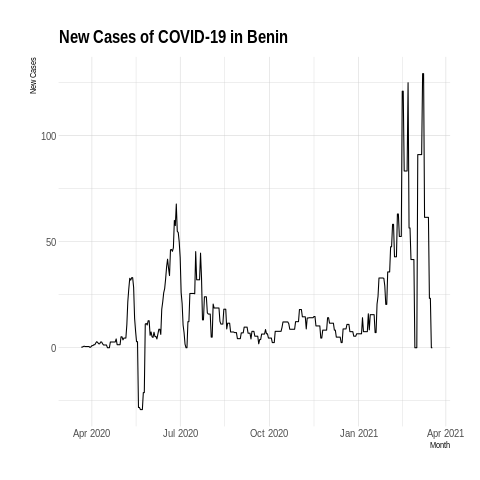 New Cases of COVID-19 in Benin
New Cases
100
50
0
Apr 2020 Jul 2020 Oct 2020 Jan 2021 Apr 2021
Month